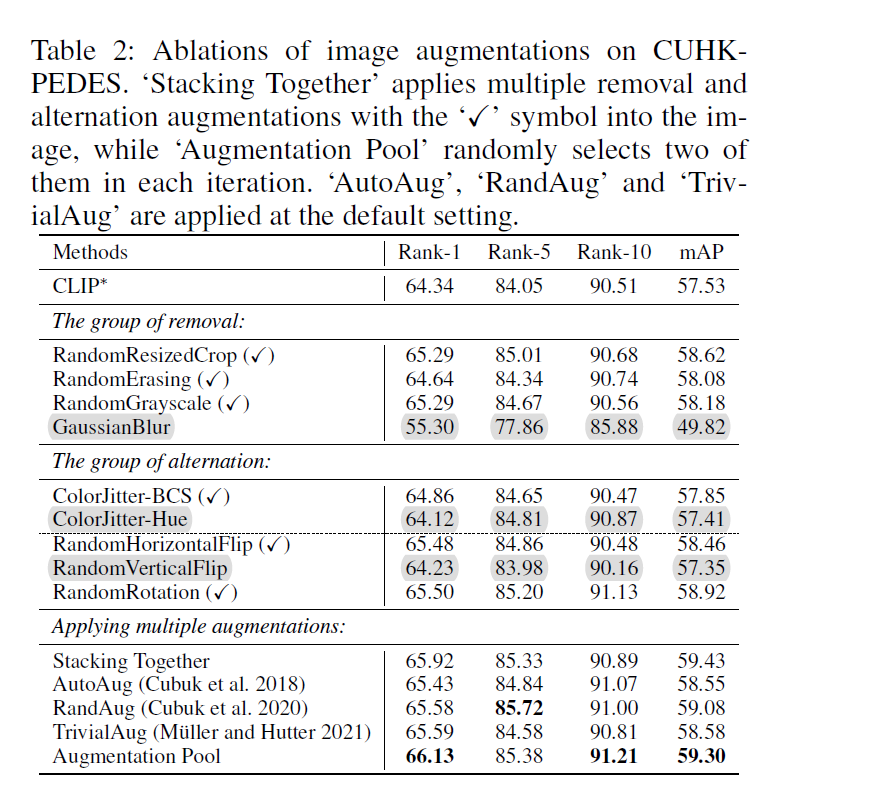 Table 2: Ablations of image augmentations on CUHK-
PEDES. ‘Stacking Together’ applies multiple removal and
alternation augmentations with the ‘✓’ symbol into the im-
age, while ‘Augmentation Pool’ randomly selects two of
them in each iteration. ‘AutoAug’, ‘RandAug’ and ‘Triv-
ialAug’ are applied at the default setting.
Methods Rank-1 Rank-5 Rank-10 mAP
CLIP* 64.34 84.05 90.51 57.53
The group of removal:
RandomResizedCrop (✓) 65.29 85.01 90.68 58.62
RandomErasing (✓) 64.64 84.34 90.74 58.08
RandomGrayscale (✓) 65.29 84.67 90.56 58.18
GaussianBlur 55.30 77.86 85.88 49.82
The group of alternation:
ColorJitter-BCS (✓) 64.86 84.65 90.47 57.85
ColorJitter-Hue 64.12 84.81 90.87 57.41
RandomHorizontalFlip (✓) 65.48 84.86 90.48 58.46
RandomVerticalFlip 64.23 83.98 90.16 57.35
RandomRotation (✓) 65.50 85.20 91.13 58.92
Applying multiple augmentations:
Stacking Together 65.92 85.33 90.89 59.43
AutoAug (Cubuk et al. 2018) 65.43 84.84 91.07 58.55
RandAug (Cubuk et al. 2020) 65.58 85.72 91.00 59.08
TrivialAug (Müller and Hutter 2021) 65.59 84.58 90.81 58.58
Augmentation Pool 66.13 85.38 91.21 59.30